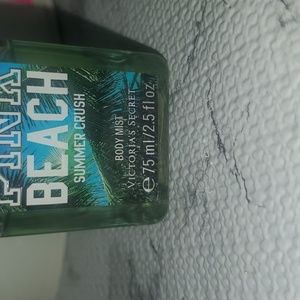 PINK
BEACH
SUMMER CRUSH
BODY MIST
VICTORIA'S SECRET
℮ 75 ml/2.5 fl oz